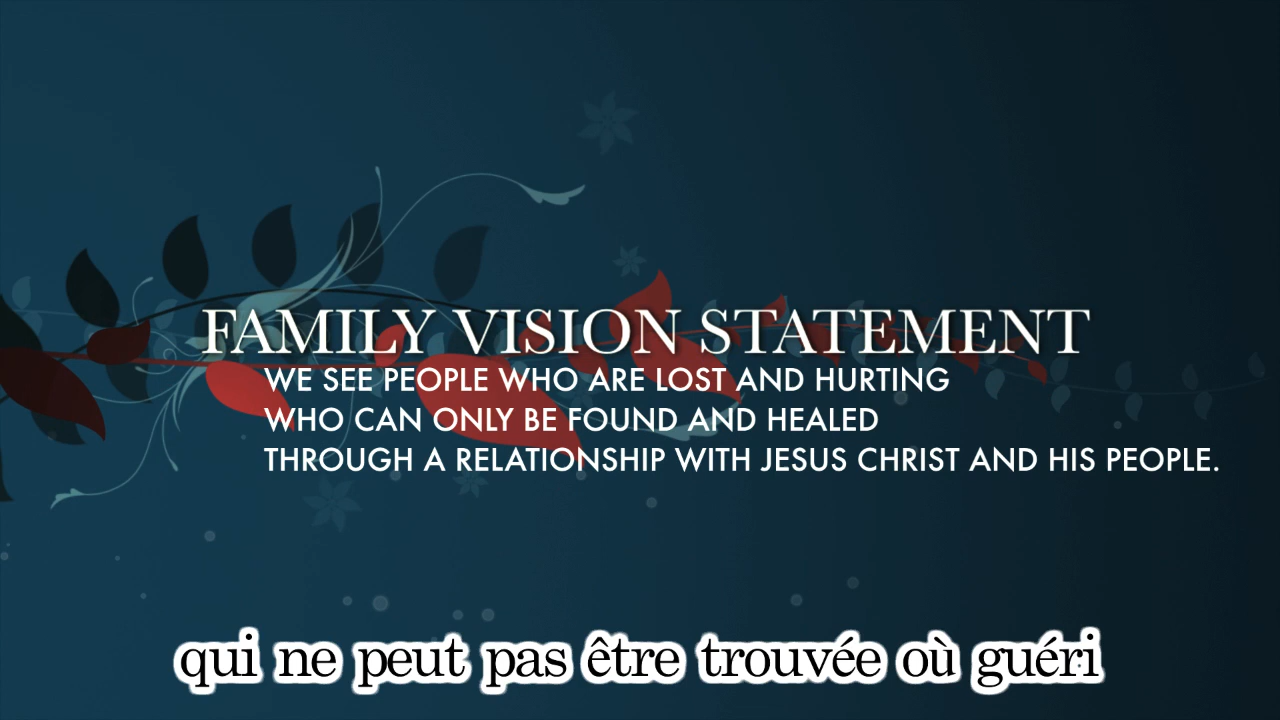 FAMILY VISION STATEMENT
WE SEE PEOPLE WHO ARE LOST AND HURTING
WHO CAN ONLY BE FOUND AND HEALED
THROUGH A RELATIONSHIP WITH JESUS CHRIST AND HIS PEOPLE.
qui ne peut pas être trouvée où guéri